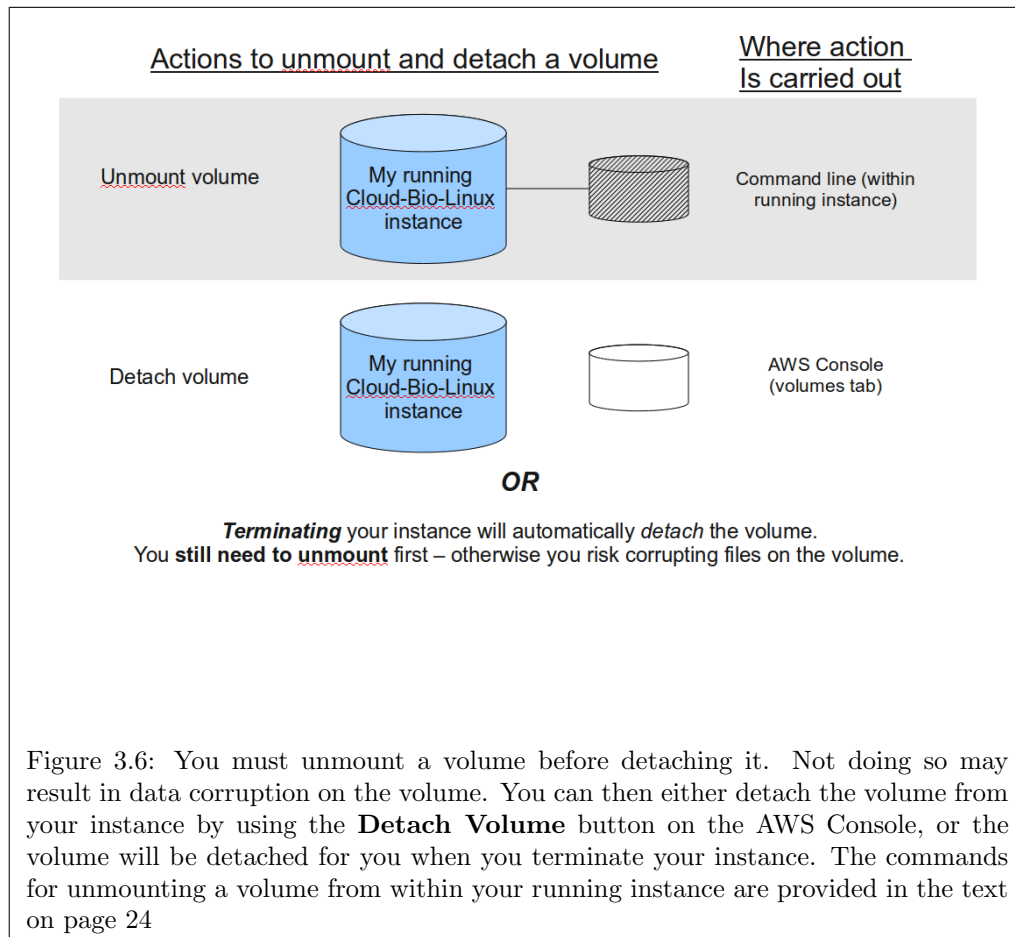 Actions to unmount and detach a volume
Where action
Is carried out
Unmount volume
My running
Cloud-Bio-Linux
instance
Command line (within
running instance)
Detach volume
My running
Cloud-Bio-Linux
instance
AWS Console
(volumes tab)
OR
Terminating your instance will automatically detach the volume.
You still need to unmount first – otherwise you risk corrupting files on the volume.
Figure 3.6: You must unmount a volume before detaching it. Not doing so may
result in data corruption on the volume. You can then either detach the volume from
your instance by using the Detach Volume button on the AWS Console, or the
volume will be detached for you when you terminate your instance. The commands
for unmounting a volume from within your running instance are provided in the text
on page 24